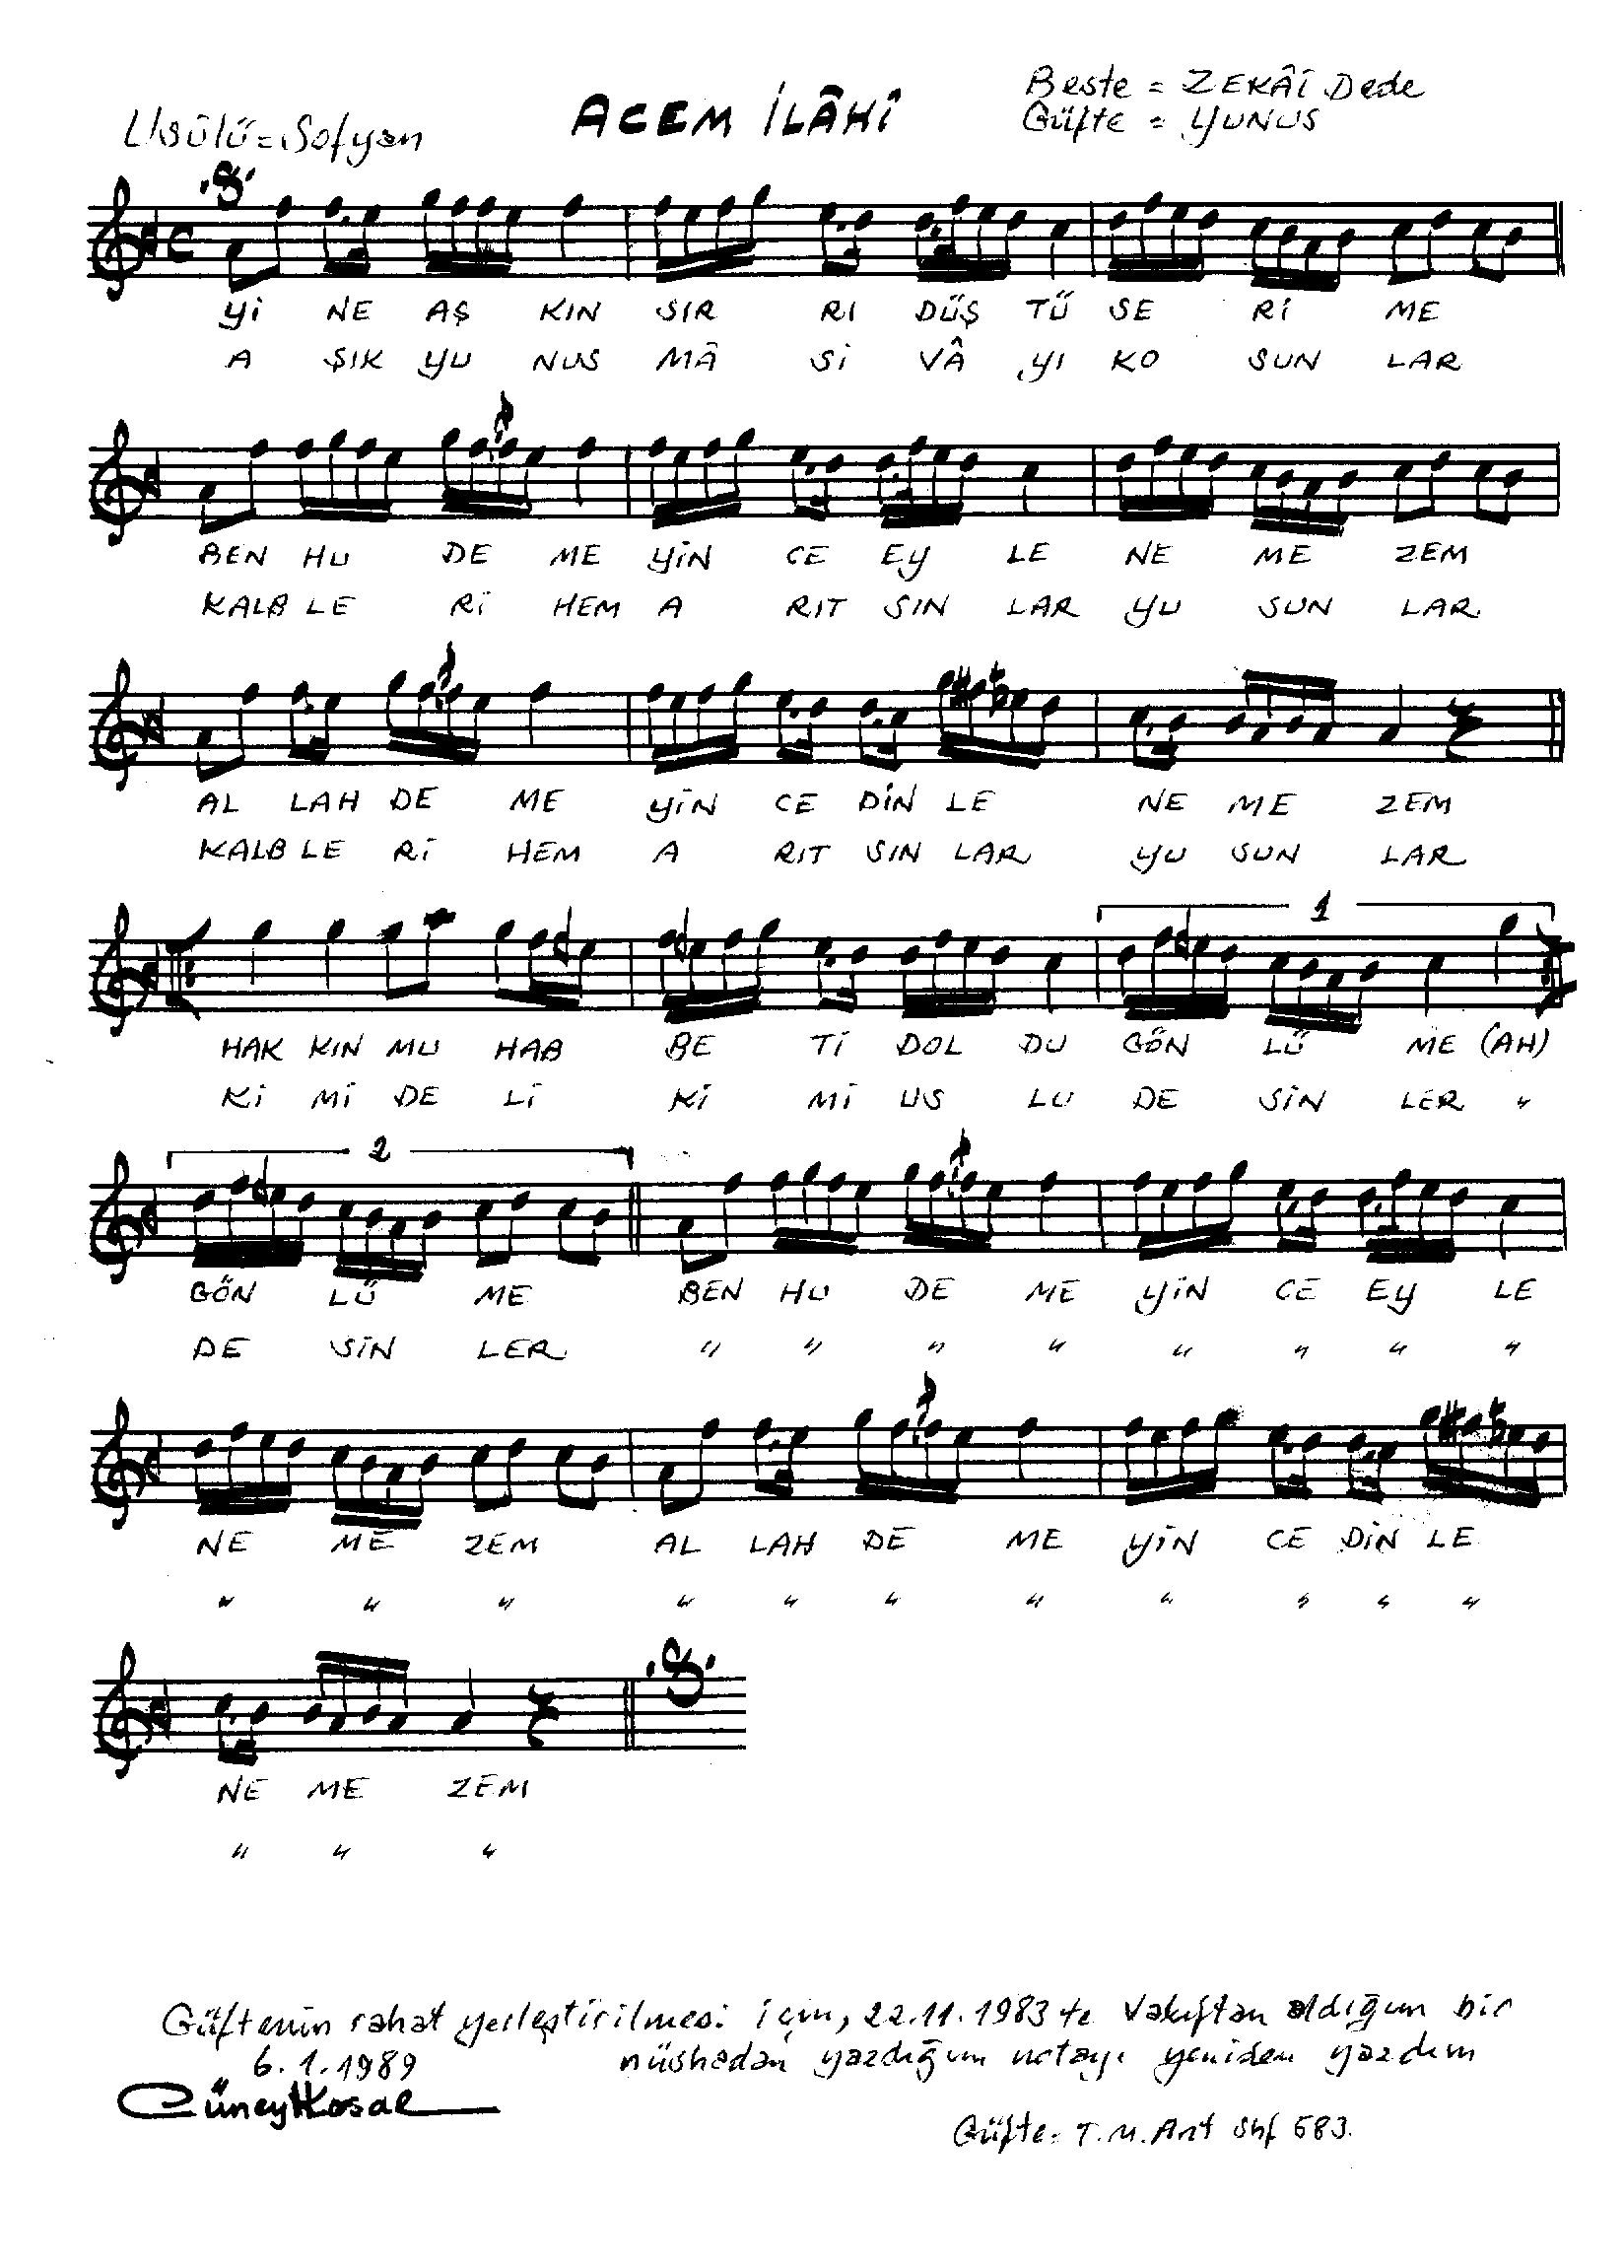 Usûlü = Sofyan
ACEM İLÂHÎ
Beste = ZEKÂİ Dede
Güfte = YUNUS
Yİ NE AŞ KIN SIR RI DÜŞ TÜ SE Rİ ME
A ŞIK YU NUS MÂ Sİ VÂ YI KO SUN LAR
BEN HU DE ME YİN CE EY LE NE ME ZEM
KALB LE Rİ HEM A RIT SIN LAR YU SUN LAR
AL LAH DE ME YİN CE DİN LE NE ME ZEM
KALB LE Rİ HEM A RIT SIN LAR YU SUN LAR
1
HAK KIN MU HAB BE Tİ DOL DU GÖN LÜ ME (AH)
Kİ Mİ DE Lİ Kİ Mİ US LU DE SİN LER "
2
GÖN LÜ ME BEN HU DE ME YİN CE EY LE
DE SİN LER " " " " " " " "
NE ME ZEM AL LAH DE ME YİN CE DİN LE
" " " " " " " " " " "
NE ME ZEM
" " "
Güftenin rahat yerleştirilmesi için, 22.11.1983 te Vakıftan aldığım bir
6.1.1989 nüshadan yazdığım notayı yeniden yazdım
Cüneyt Kosal
Güfte: T.M.Ant Shf 583.